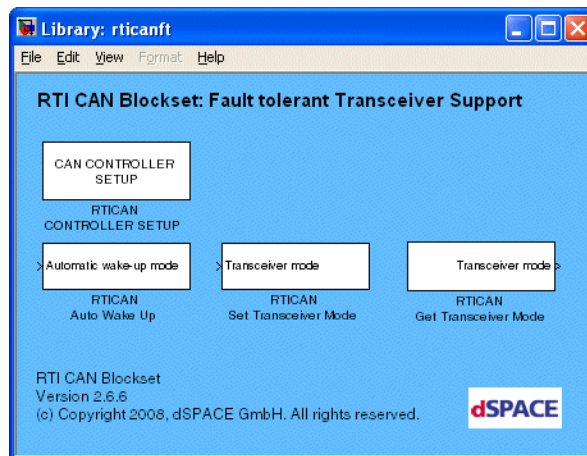 Library: rticanft
File Edit View Format Help
RTI CAN Blockset: Fault tolerant Transceiver Support
CAN CONTROLLER
SETUP
RTICAN
CONTROLLER SETUP
Automatic wake-up mode
RTICAN
Auto Wake Up
Transceiver mode
RTICAN
Set Transceiver Mode
Transceiver mode
RTICAN
Get Transceiver Mode
RTI CAN Blockset
Version 2.6.6
(c) Copyright 2008, dSPACE GmbH. All rights reserved.
dSPACE